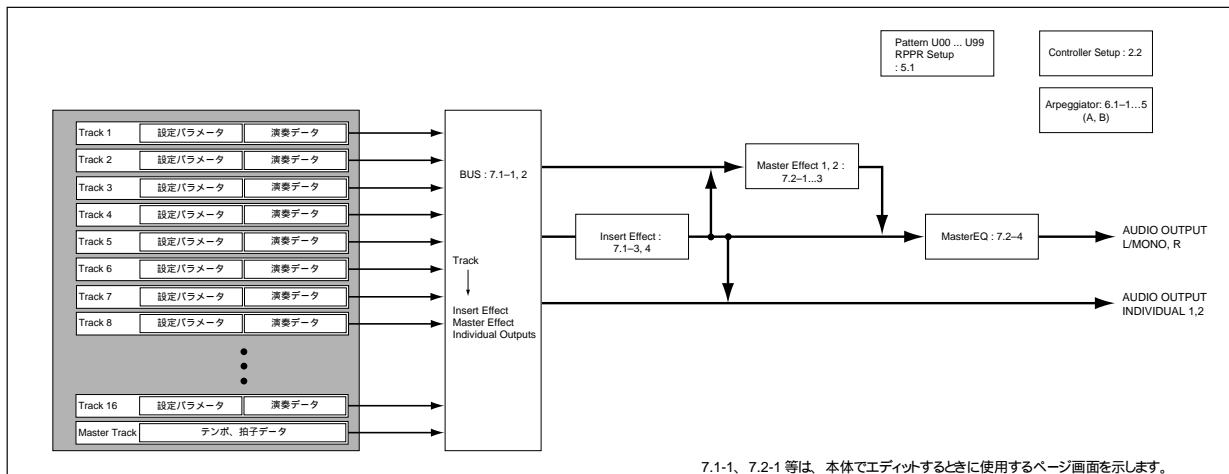 Pattern U00 ... U99
RPPR Setup
: 5.1
Controller Setup : 2.2
Arpeggiator: 6.1–1…5
(A, B)
Track 1 設定パラメータ 演奏データ
Track 2 設定パラメータ 演奏データ
Track 3 設定パラメータ 演奏データ
Track 4 設定パラメータ 演奏データ
Track 5 設定パラメータ 演奏データ
Track 6 設定パラメータ 演奏データ
Track 7 設定パラメータ 演奏データ
Track 8 設定パラメータ 演奏データ
Track 16 設定パラメータ 演奏データ
Master Track テンポ、拍子データ
BUS : 7.1–1, 2
Track
Insert Effect
Master Effect
Individual Outputs
Insert Effect :
7.1–3, 4
Master Effect 1, 2 :
7.2–1...3
MasterEQ : 7.2–4
AUDIO OUTPUT
L/MONO, R
AUDIO OUTPUT
INDIVIDUAL 1,2
7.1-1、7.2-1 等は、本体でエディットするときに使用するページ画面を示します。